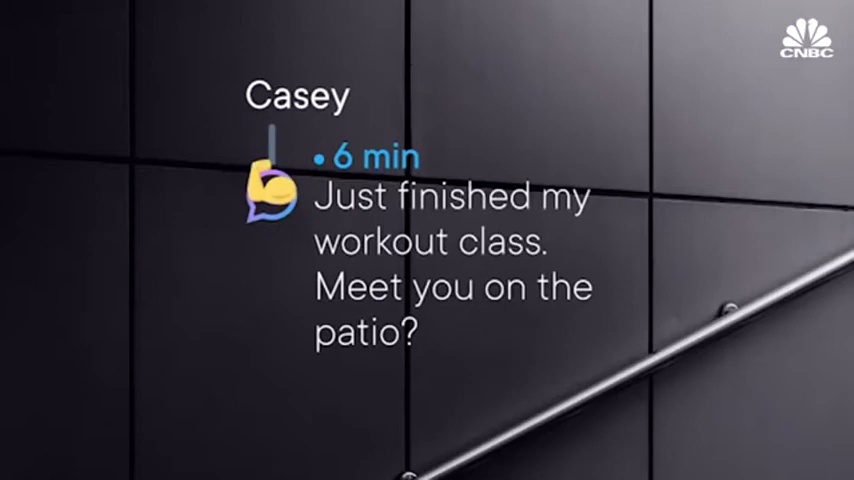 CNBC
Casey
• 6 min
Just finished my
workout class.
Meet you on the
patio?